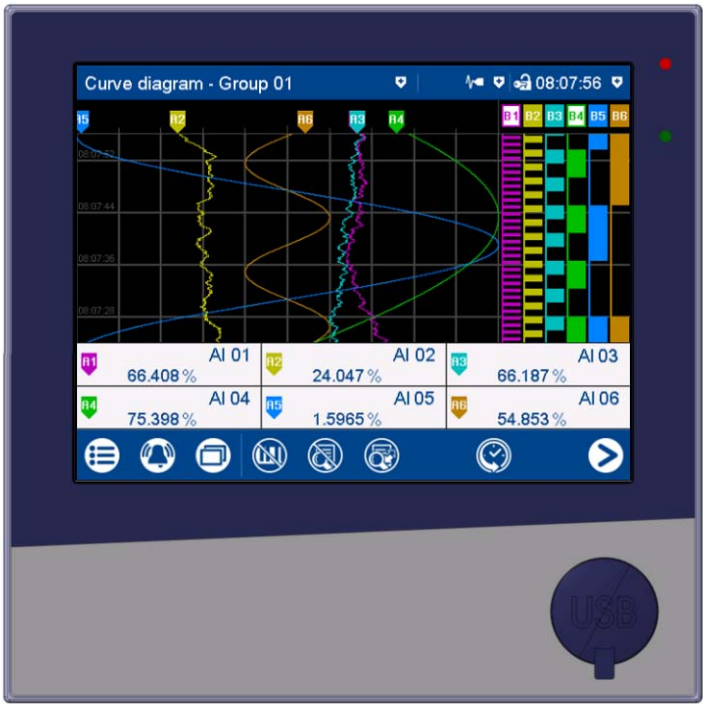 Curve diagram - Group 01
08:07:56
A5 A2 A6 A3 A4 B1 B2 B3 B4 B5 B6
08:07:52
08:07:44
08:07:36
08:07:28
A1 AI 01 A2 AI 02 A3 AI 03
66.408 % 24.047 % 66.187 %
A4 AI 04 A5 AI 05 A6 AI 06
75.398 % 1.5965 % 54.853 %
USB